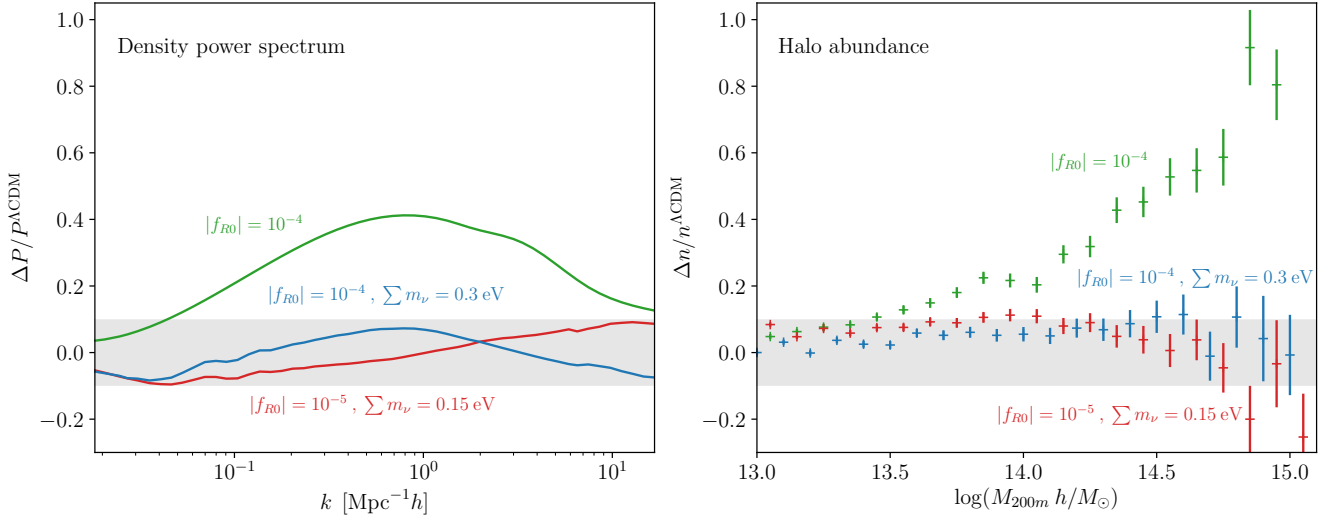 Density power spectrum
ΔP/P^ΛCDM
1.0
0.8
0.6
0.4
0.2
0.0
−0.2
|f_R0| = 10^−4
|f_R0| = 10^−4 , ∑ m_ν = 0.3 eV
|f_R0| = 10^−5 , ∑ m_ν = 0.15 eV
10^−1
10^0
10^1
k [Mpc^−1 h]
Halo abundance
Δn/n^ΛCDM
1.0
0.8
0.6
0.4
0.2
0.0
−0.2
|f_R0| = 10^−4
|f_R0| = 10^−4 , ∑ m_ν = 0.3 eV
|f_R0| = 10^−5 , ∑ m_ν = 0.15 eV
13.0
13.5
14.0
14.5
15.0
log(M_200m h/M_⊙)